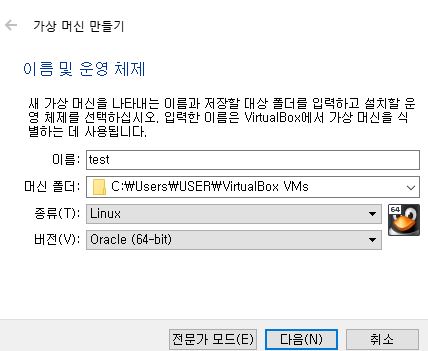 가상 머신 만들기
이름 및 운영 체제
새 가상 머신을 나타내는 이름과 저장할 대상 폴더를 입력하고 설치할 운
영 체제를 선택하십시오. 입력한 이름은 VirtualBox에서 가상 머신을 식
별하는 데 사용됩니다.
이름: test
머신 폴더: C:₩Users₩USER₩VirtualBox VMs
종류(T): Linux
64
버전(V): Oracle (64-bit)
전문가 모드(E) 다음(N) 취소